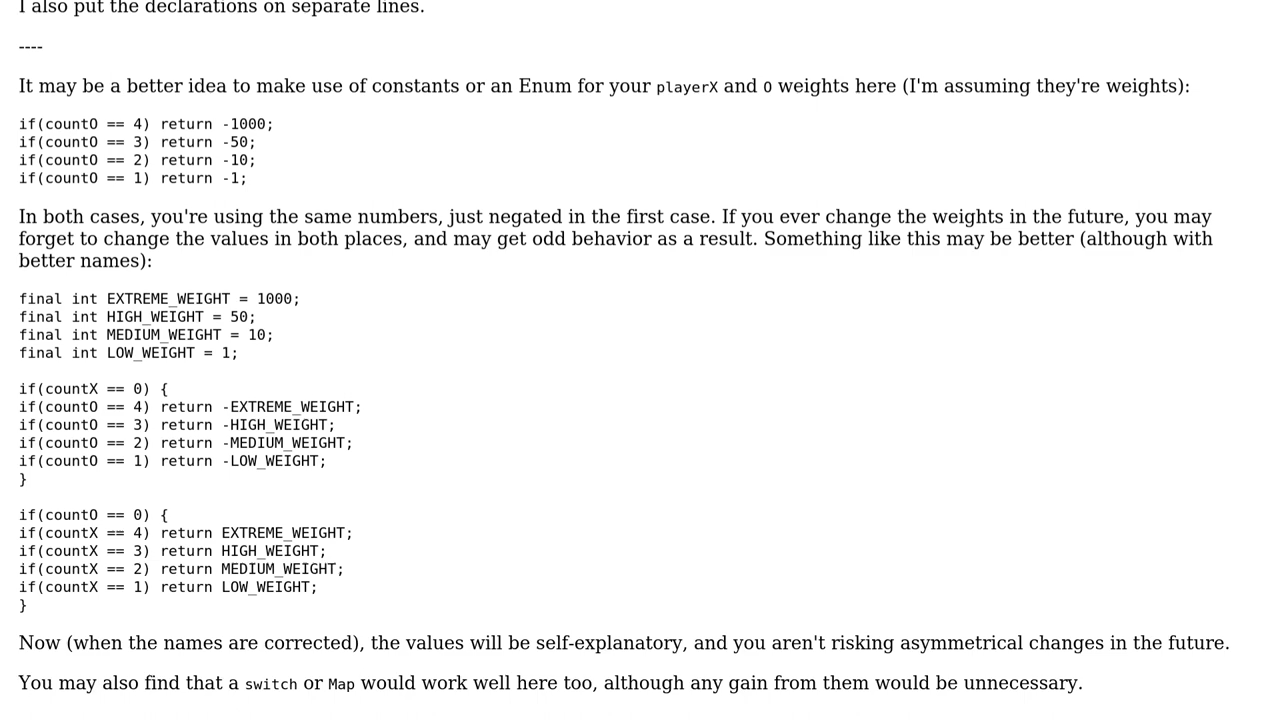 I also put the declarations on separate lines.
----
It may be a better idea to make use of constants or an Enum for your playerX and O weights here (I'm assuming they're weights):
if(countO == 4) return -1000;
if(countO == 3) return -50;
if(countO == 2) return -10;
if(countO == 1) return -1;
In both cases, you're using the same numbers, just negated in the first case. If you ever change the weights in the future, you may
forget to change the values in both places, and may get odd behavior as a result. Something like this may be better (although with
better names):
final int EXTREME_WEIGHT = 1000;
final int HIGH_WEIGHT = 50;
final int MEDIUM_WEIGHT = 10;
final int LOW_WEIGHT = 1;
if(countX == 0) {
if(countO == 4) return -EXTREME_WEIGHT;
if(countO == 3) return -HIGH_WEIGHT;
if(countO == 2) return -MEDIUM_WEIGHT;
if(countO == 1) return -LOW_WEIGHT;
}
if(countO == 0) {
if(countX == 4) return EXTREME_WEIGHT;
if(countX == 3) return HIGH_WEIGHT;
if(countX == 2) return MEDIUM_WEIGHT;
if(countX == 1) return LOW_WEIGHT;
}
Now (when the names are corrected), the values will be self-explanatory, and you aren't risking asymmetrical changes in the future.
You may also find that a switch or Map would work well here too, although any gain from them would be unnecessary.